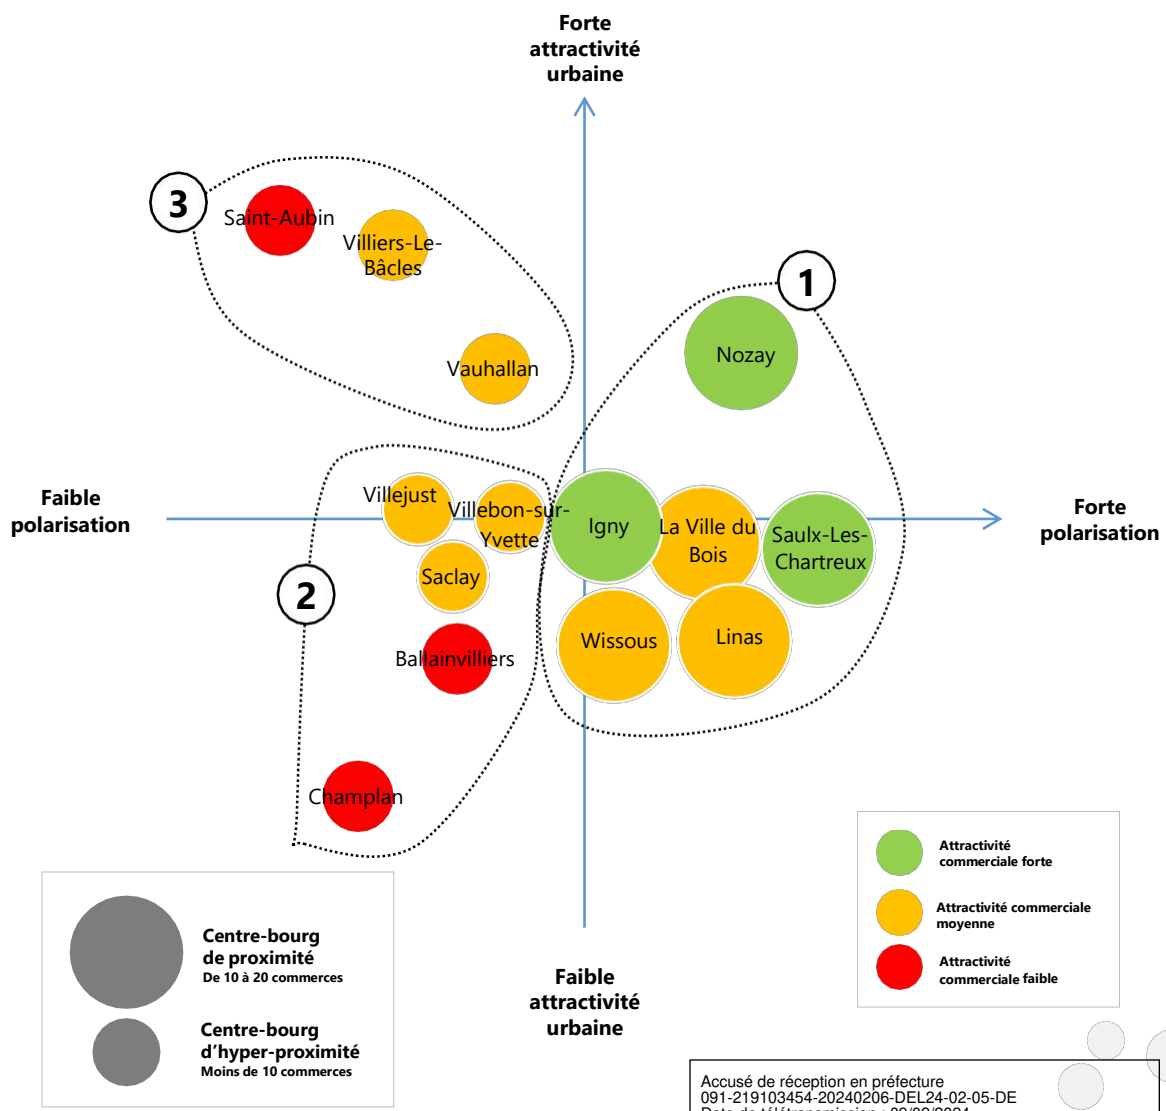 Forte
attractivité
urbaine
3
Saint-Aubin
Villiers-Le-
Bâcles
1
Nozay
Vauhallan
Faible
polarisation
Villejust
Villebon-sur-
Yvette
Igny
La Ville du
Bois
Saulx-Les-
Chartreux
Forte
polarisation
Saclay
2
Ballainvilliers
Wissous
Linas
Champlan
Attractivité
commerciale forte
Attractivité commerciale
moyenne
Attractivité
commerciale faible
Centre-bourg
de proximité
De 10 à 20 commerces
Centre-bourg
d’hyper-proximité
Moins de 10 commerces
Faible
attractivité
urbaine
Accusé de réception en préfecture
091-219103454-20240206-DEL24-02-05-DE